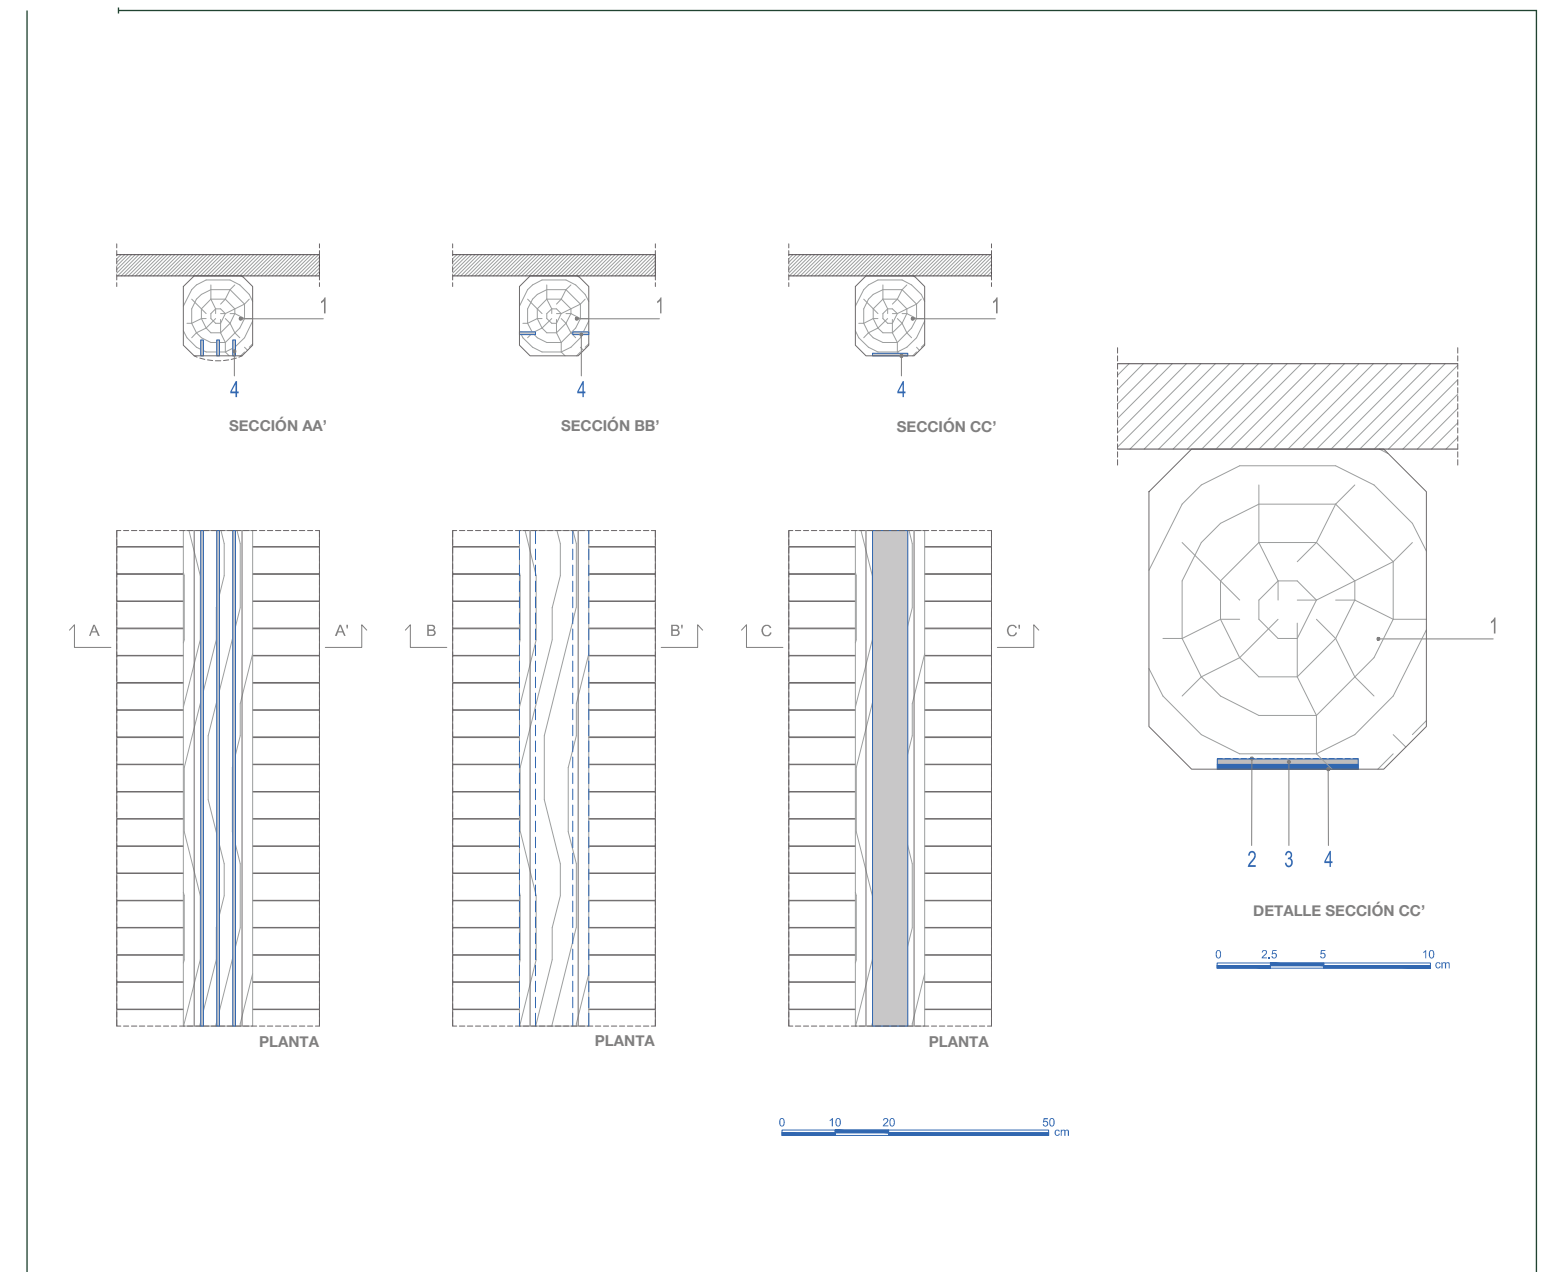 1 1 1
4 4 4
SECCIÓN AA’ SECCIÓN BB’ SECCIÓN CC’
A A' B B' C C'
1
2 3 4
DETALLE SECCIÓN CC’
0 2.5 5 10 cm
PLANTA PLANTA PLANTA
0 10 20 50 cm